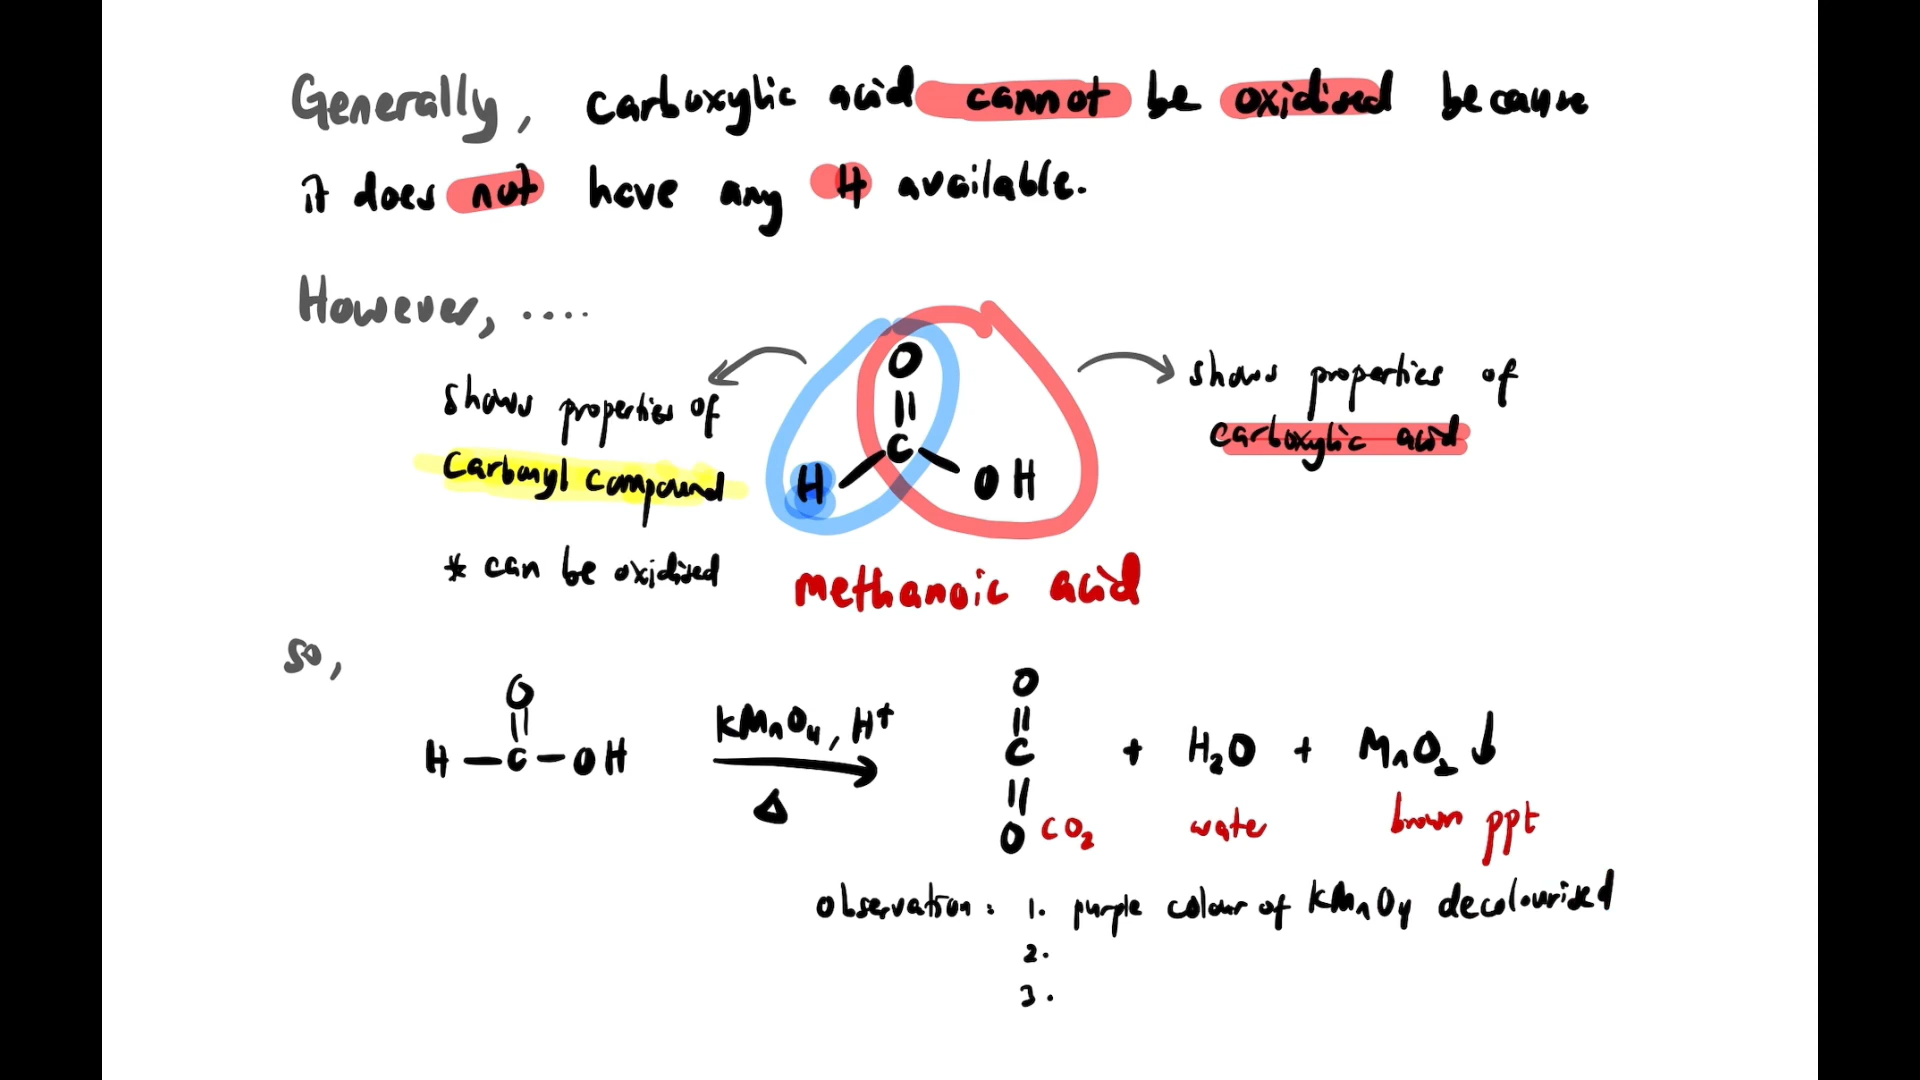 Generally, carboxylic acid cannot be oxidised because
it does not have any H available.
However, ....
shows properties of
carbonyl compound
* can be oxidised
O
||
C
H OH
methanoic acid
shows properties of
carboxylic acid
so,
O
||
H — C — OH
KMnO4, H+
Δ
O
||
C + H2O + MnO2 ↓
||
O CO2 water brown ppt
observation : 1. purple colour of KMnO4 decolourised
2.
3.